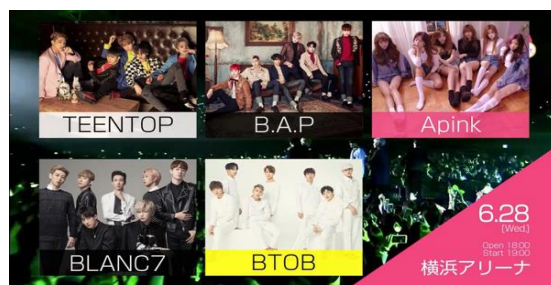 TEENTOP
B.A.P
Apink
BLANC7
BTOB
6.28
[Wed.]
Open 18:00
Start 19:00
横浜アリーナ